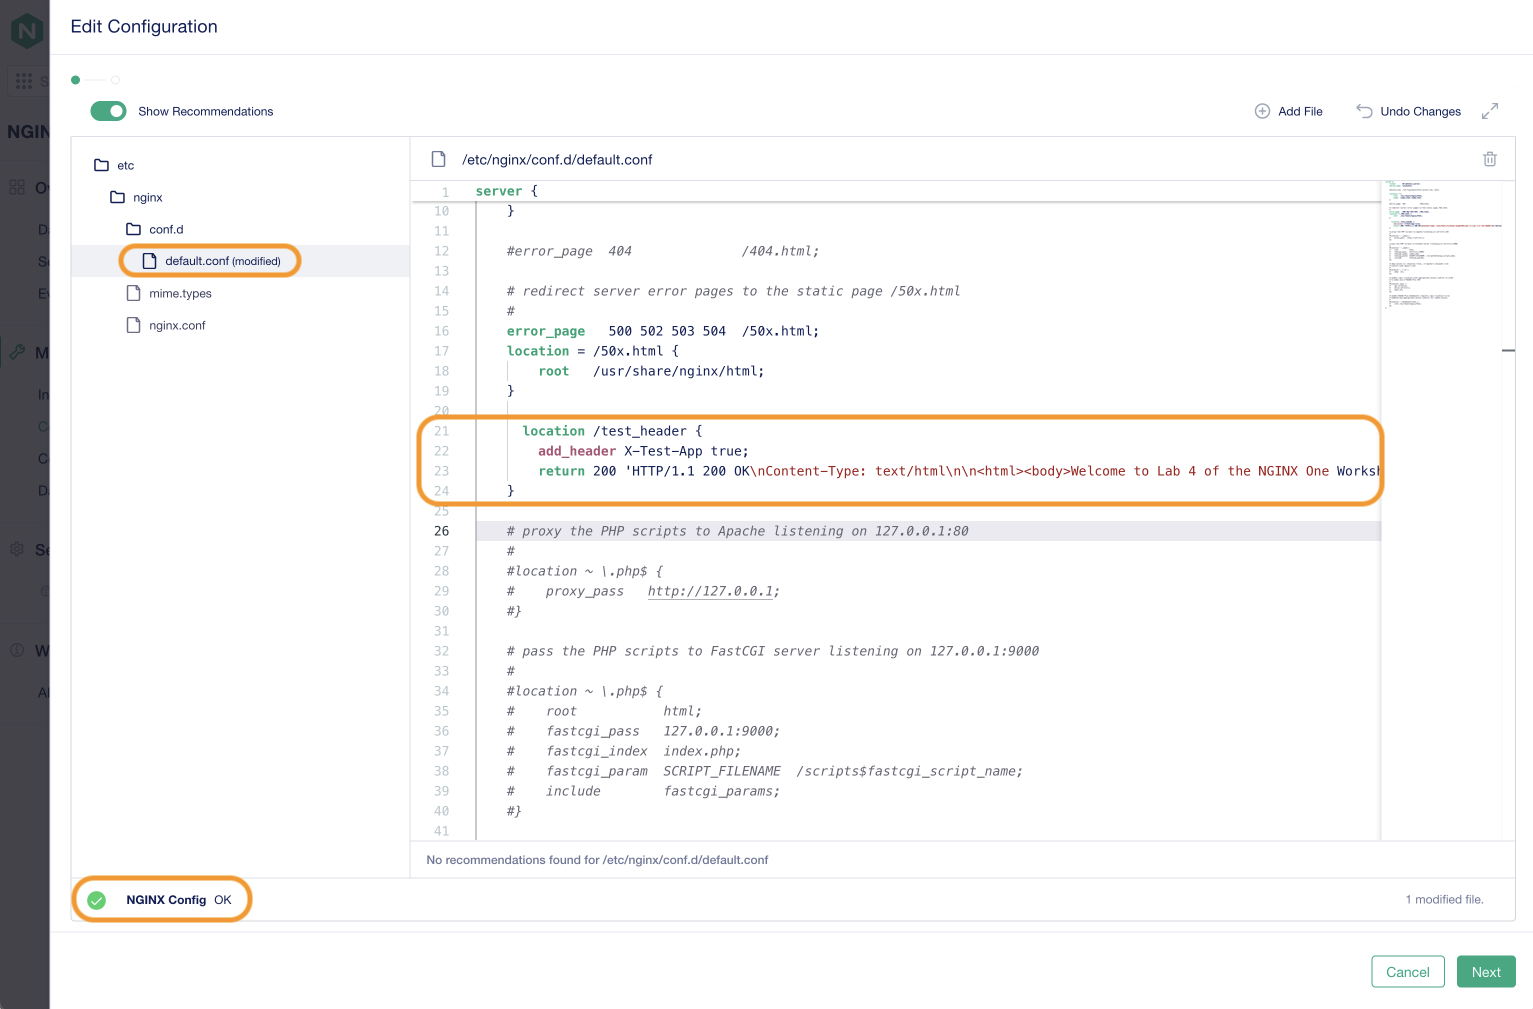 Edit Configuration
Show Recommendations
Add File
Undo Changes
NGIN
etc
nginx
conf.d
default.conf (modified)
mime.types
nginx.conf
/etc/nginx/conf.d/default.conf
1 server {
10 }
11
12 #error_page 404 /404.html;
13
14 # redirect server error pages to the static page /50x.html
15 #
16 error_page 500 502 503 504 /50x.html;
17 location = /50x.html {
18 root /usr/share/nginx/html;
19 }
20
21 location /test_header {
22 add_header X-Test-App true;
23 return 200 'HTTP/1.1 200 OK\nContent-Type: text/html\n\n<html><body>Welcome to Lab 4 of the NGINX One Worksh
24 }
25
26 # proxy the PHP scripts to Apache listening on 127.0.0.1:80
27 #
28 #location ~ \.php$ {
29 # proxy_pass http://127.0.0.1;
30 #}
31
32 # pass the PHP scripts to FastCGI server listening on 127.0.0.1:9000
33 #
34 #location ~ \.php$ {
35 # root html;
36 # fastcgi_pass 127.0.0.1:9000;
37 # fastcgi_index index.php;
38 # fastcgi_param SCRIPT_FILENAME /scripts$fastcgi_script_name;
39 # include fastcgi_params;
40 #}
41
No recommendations found for /etc/nginx/conf.d/default.conf
NGINX Config OK
1 modified file.
Cancel
Next